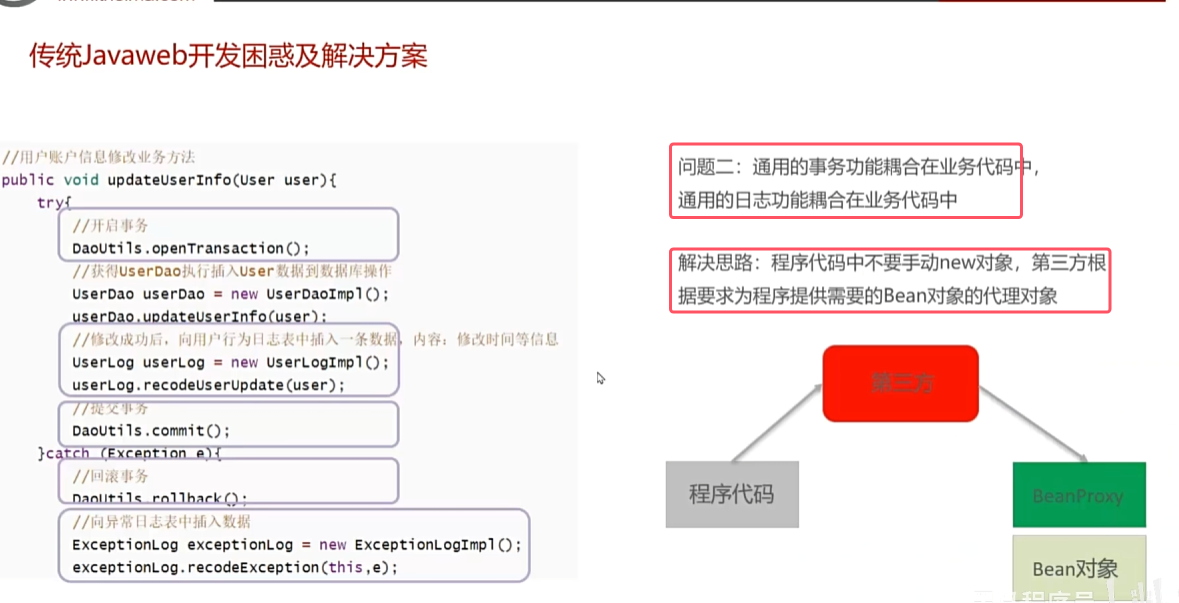 传统Javaweb开发困惑及解决方案
//用户账户信息修改业务方法
public void updateUserInfo(User user){
try{
//开启事务
DaoUtils.openTransaction();
//获得UserDao执行插入User数据到数据库操作
UserDao userDao = new UserDaoImpl();
userDao.updateUserInfo(user);
//修改成功后，向用户行为日志表中插入一条数据，内容：修改时间等信息
UserLog userLog = new UserLogImpl();
userLog.recodeUserUpdate(user);
//提交事务
DaoUtils.commit();
}catch (Exception e){
//回滚事务
DaoUtils.rollback();
//向异常日志表中插入数据
ExceptionLog exceptionLog = new ExceptionLogImpl();
exceptionLog.recodeException(this,e);
问题二：通用的事务功能耦合在业务代码中，
通用的日志功能耦合在业务代码中
解决思路：程序代码中不要手动new对象，第三方根
据要求为程序提供需要的Bean对象的代理对象
第三方
程序代码
BeanProxy
Bean对象